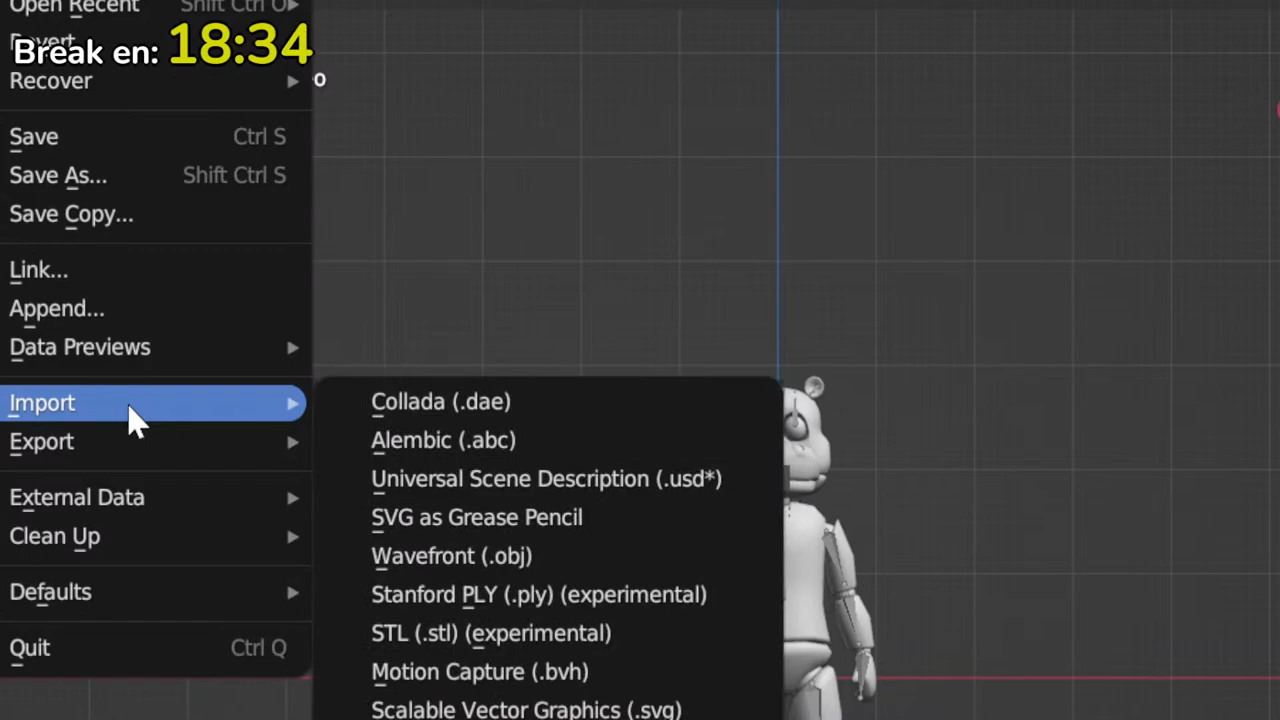 Open Recent Shift Ctrl O
Revert
Break en: 18:34
Recover
o
Save Ctrl S
Save As... Shift Ctrl S
Save Copy...
Link...
Append...
Data Previews
Import
Export
External Data
Clean Up
Defaults
Quit Ctrl Q
Collada (.dae)
Alembic (.abc)
Universal Scene Description (.usd*)
SVG as Grease Pencil
Wavefront (.obj)
Stanford PLY (.ply) (experimental)
STL (.stl) (experimental)
Motion Capture (.bvh)
Scalable Vector Graphics (.svg)